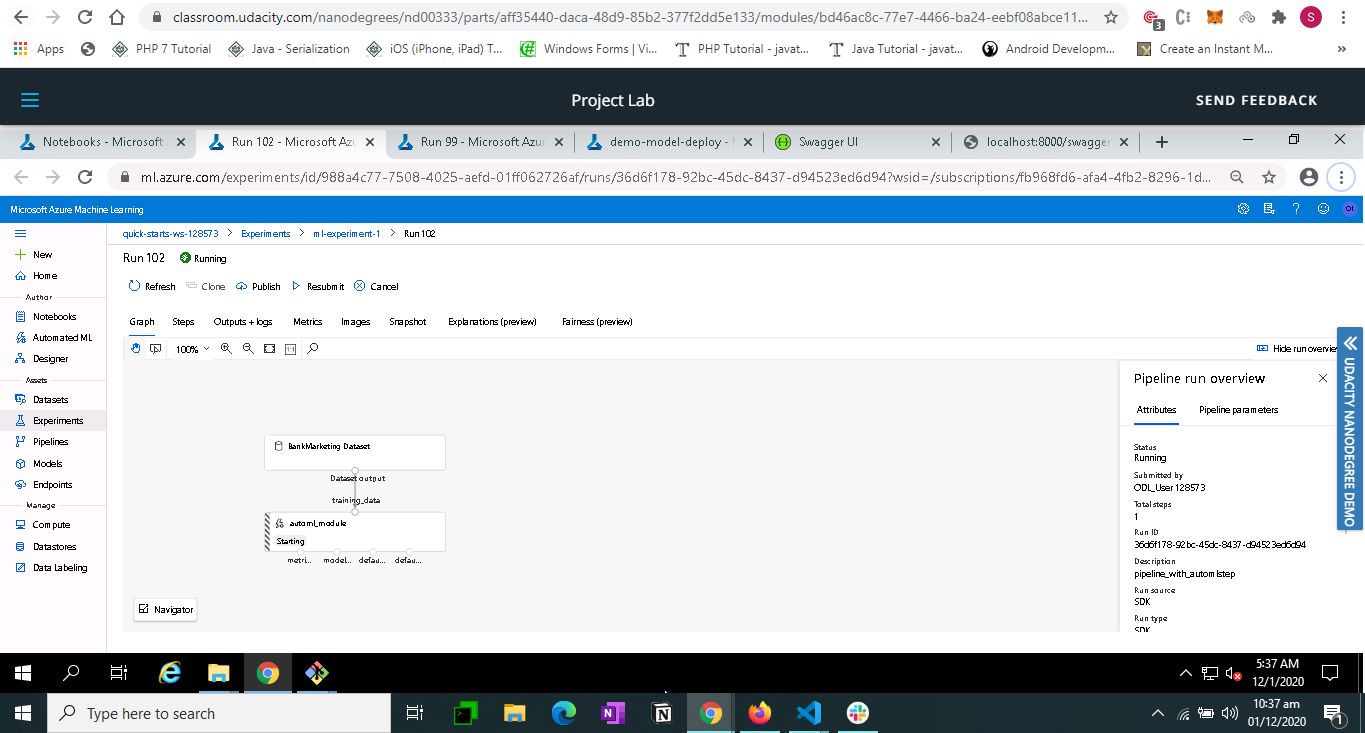 classroom.udacity.com/nanodegrees/nd00333/parts/aff35440-daca-48d9-85b2-377f2dd5e133/modules/bd46ac8c-77e7-4466-ba24-eebf08abce11...
3
S
Apps
PHP 7 Tutorial
Java - Serialization
iOS (iPhone, iPad) T...
Windows Forms | Vi...
PHP Tutorial - javat...
Java Tutorial - javat...
Android Developm...
Create an Instant M...
Project Lab
SEND FEEDBACK
Notebooks - Microsoft
Run 102 - Microsoft Azu
Run 99 - Microsoft Azur
demo-model-deploy -
Swagger UI
localhost:8000/swagger
ml.azure.com/experiments/id/988a4c77-7508-4025-aefd-01ff062726af/runs/36d6f178-92bc-45dc-8437-d94523ed6d94?wsid=/subscriptions/fb968fd6-afa4-4fb2-8296-1d...
Microsoft Azure Machine Learning
OI
New
Home
Author
Notebooks
Automated ML
Designer
Assets
Datasets
Experiments
Pipelines
Models
Endpoints
Manage
Compute
Datastores
Data Labeling
quick-starts-ws-128573 > Experiments > ml-experiment-1 > Run 102
Run 102 Running
Refresh Clone Publish Resubmit Cancel
Graph Steps Outputs + logs Metrics Images Snapshot Explanations (preview) Fairness (preview)
100%
Hide run overvie
BankMarketing Dataset
Dataset output
training_data
automl_module
Starting
metri... model... defau... defau...
Navigator
Pipeline run overview
Attributes Pipeline parameters
Status
Running
Submitted by
ODL_User 128573
Total steps
1
Run ID
36d6f178-92bc-45dc-8437-d94523ed6d94
Description
pipeline_with_automlstep
Run source
SDK
Run type
SDK
UDACITY NANODEGREE DEMO
5:37 AM
12/1/2020
Type here to search
10:37 am
01/12/2020
1